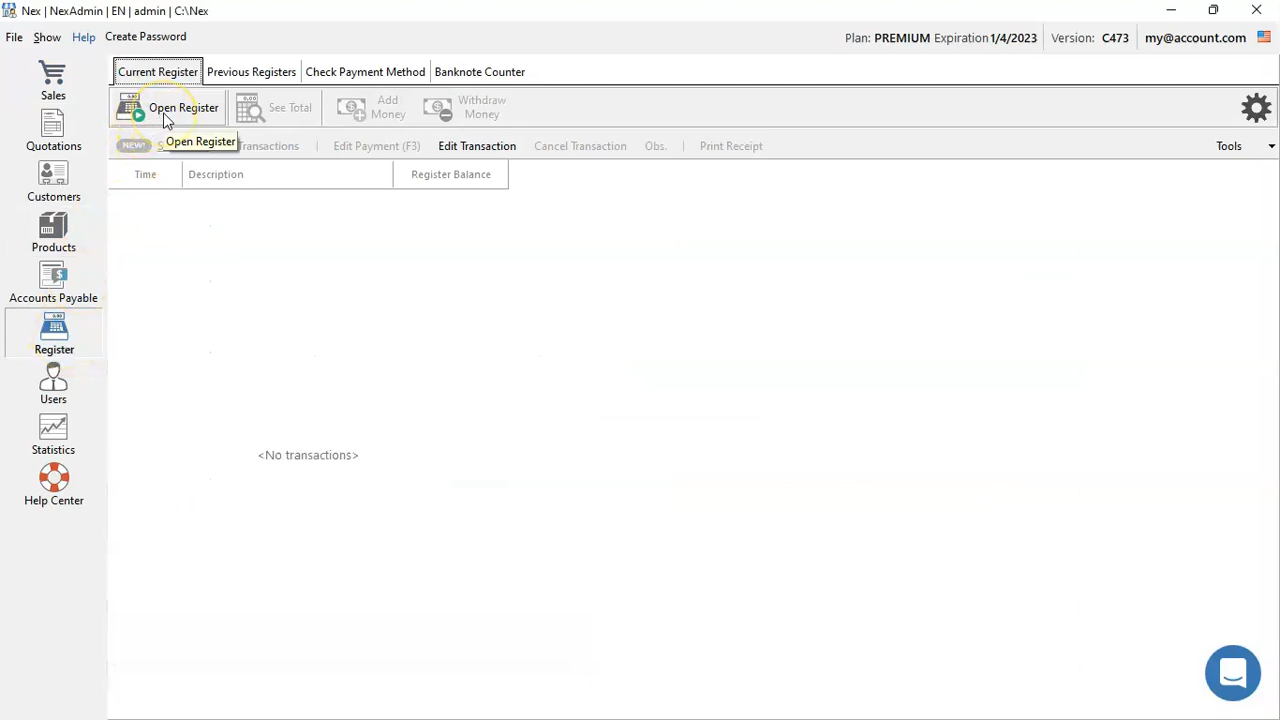 Nex | NexAdmin | EN | admin | C:\Nex
File Show Help Create Password Plan: PREMIUM Expiration 1/4/2023 Version: C473 my@account.com
Current Register Previous Registers Check Payment Method Banknote Counter
Open Register See Total Add Money Withdraw Money
Open Register
NEW! Transactions Edit Payment (F3) Edit Transaction Cancel Transaction Obs. Print Receipt Tools
Time Description Register Balance
<No transactions>
Sales
Quotations
Customers
Products
Accounts Payable
Register
Users
Statistics
Help Center